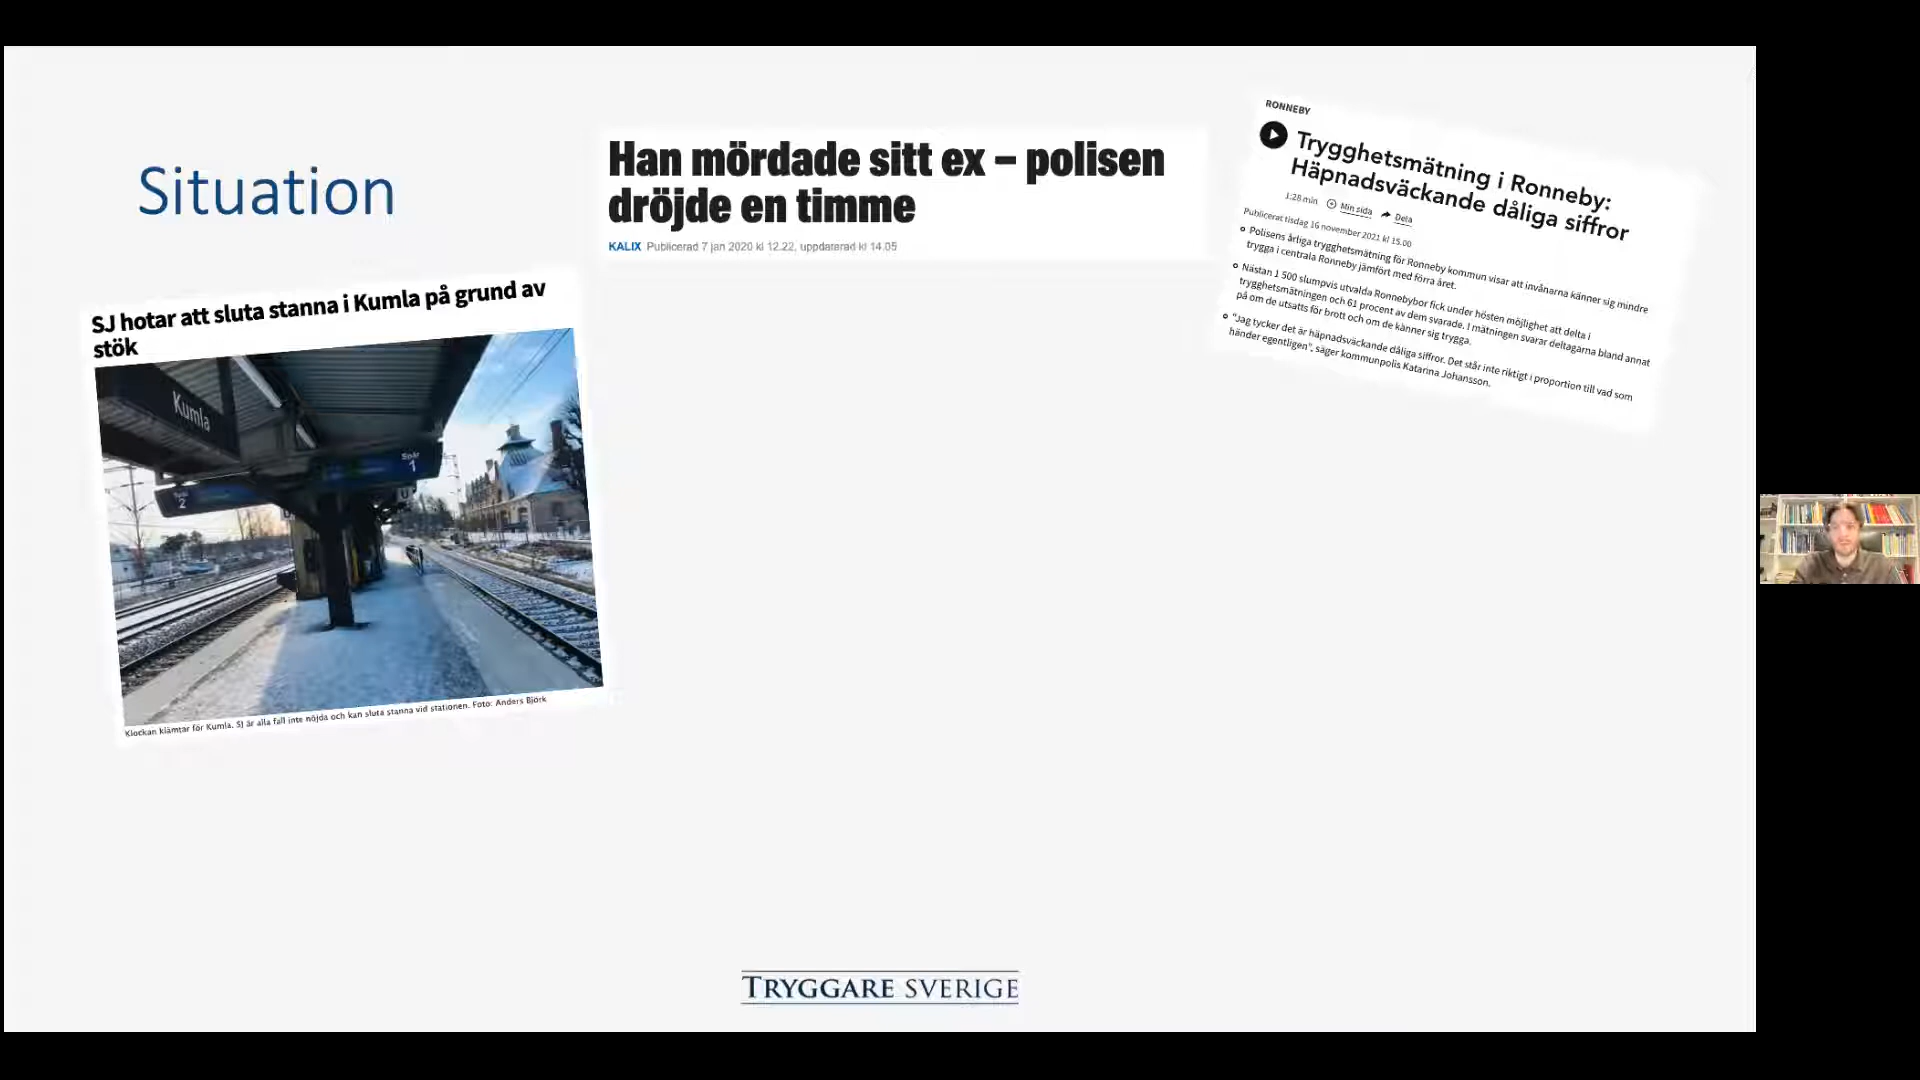 Situation
SJ hotar att sluta stanna i Kumla på grund av
stök
Kumla
Spår
1
Spår
2
Klockan klämtar för Kumla. SJ är alla fall inte nöjda och kan sluta stanna vid stationen. Foto: Anders Björk
Han mördade sitt ex – polisen
dröjde en timme
KALIX Publicerad 7 jan 2020 kl 12.22, uppdaterad kl 14.05
RONNEBY
Trygghetsmätning i Ronneby:
Häpnadsväckande dåliga siffror
1:28 min Min sida Dela
Publicerat tisdag 16 november 2021 kl 15.00
Polisens årliga trygghetsmätning för Ronneby kommun visar att invånarna känner sig mindre
trygga i centrala Ronneby jämfört med förra året.
Nästan 1 500 slumpvis utvalda Ronnebybor fick under hösten möjlighet att delta i
trygghetsmätningen och 61 procent av dem svarade. I mätningen svarar deltagarna bland annat
på om de utsatts för brott och om de känner sig trygga.
"Jag tycker det är häpnadsväckande dåliga siffror. Det står inte riktigt i proportion till vad som
händer egentligen", säger kommunpolis Katarina Johansson.
TRYGGARE SVERIGE